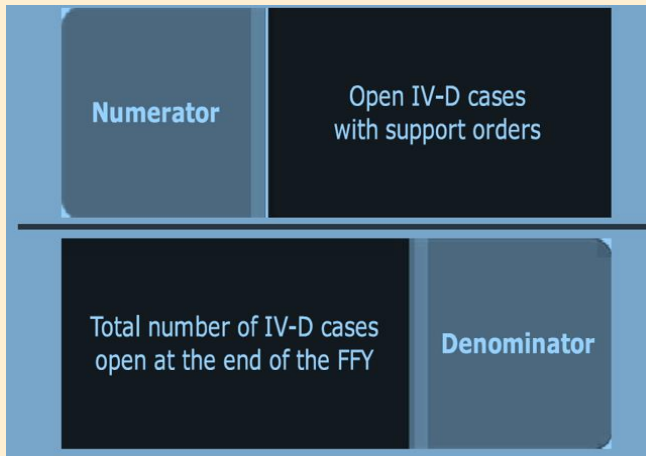 Numerator
Open IV-D cases
with support orders
Total number of IV-D cases
open at the end of the FFY
Denominator